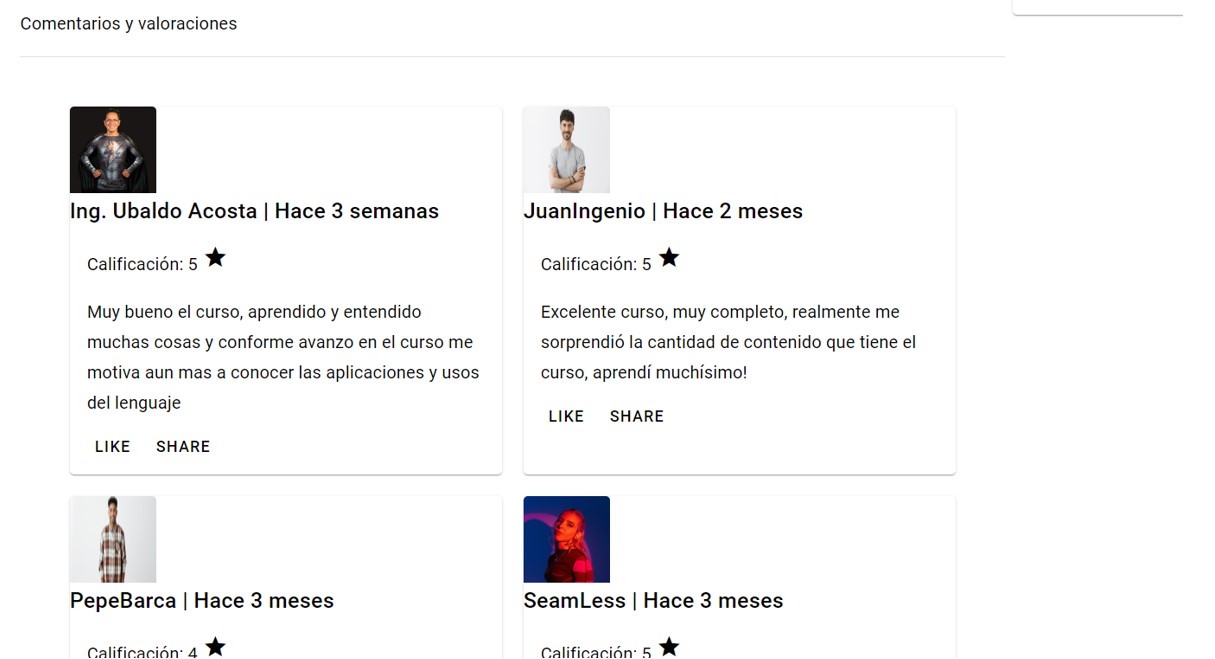 Comentarios y valoraciones
Ing. Ubaldo Acosta | Hace 3 semanas
Calificación: 5
Muy bueno el curso, aprendido y entendido
muchas cosas y conforme avanzo en el curso me
motiva aun mas a conocer las aplicaciones y usos
del lenguaje
LIKE SHARE
JuanIngenio | Hace 2 meses
Calificación: 5
Excelente curso, muy completo, realmente me
sorprendió la cantidad de contenido que tiene el
curso, aprendí muchísimo!
LIKE SHARE
PepeBarca | Hace 3 meses
Calificación: 4
SeamLess | Hace 3 meses
Calificación: 5